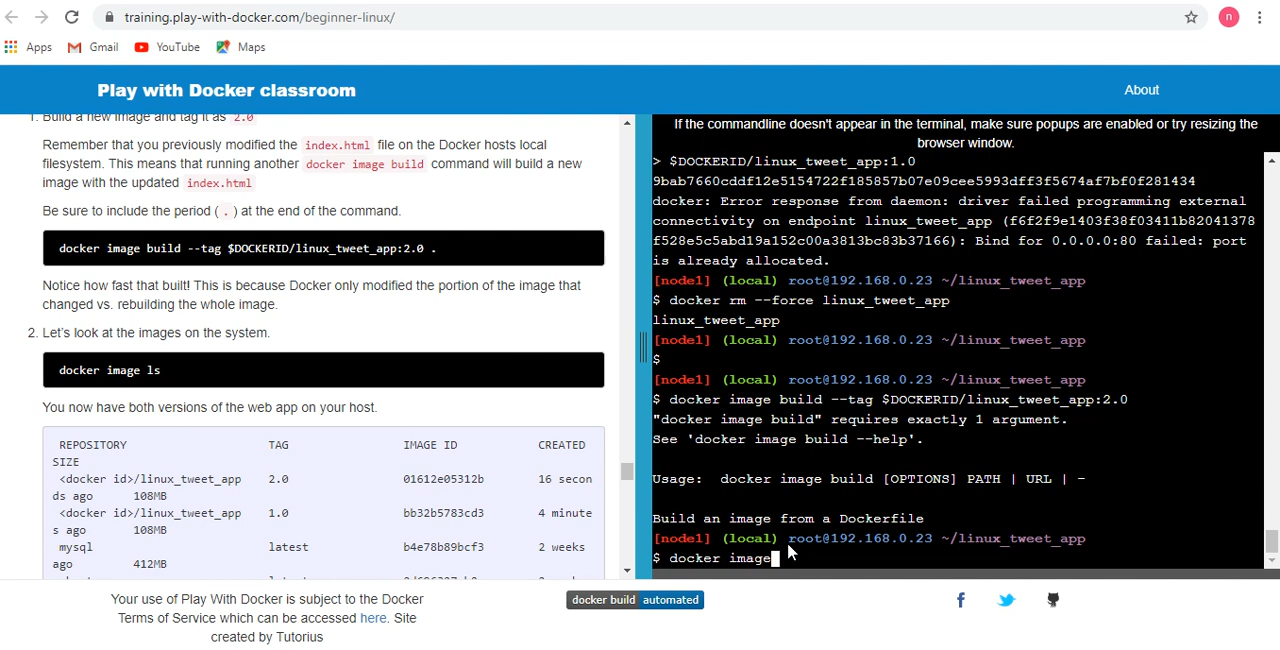 training.play-with-docker.com/beginner-linux/
n
Apps Gmail YouTube Maps
Play with Docker classroom
About
1. Build a new image and tag it as 2.0
Remember that you previously modified the index.html file on the Docker hosts local
filesystem. This means that running another docker image build command will build a new
image with the updated index.html
Be sure to include the period ( . ) at the end of the command.
docker image build --tag $DOCKERID/linux_tweet_app:2.0 .
Notice how fast that built! This is because Docker only modified the portion of the image that
changed vs. rebuilding the whole image.
2. Let's look at the images on the system.
docker image ls
You now have both versions of the web app on your host.
REPOSITORY TAG IMAGE ID CREATED
SIZE
<docker id>/linux_tweet_app 2.0 01612e05312b 16 secon
ds ago 108MB
<docker id>/linux_tweet_app 1.0 bb32b5783cd3 4 minute
s ago 108MB
mysql latest b4e78b89bcf3 2 weeks
ago 412MB
If the commandline doesn't appear in the terminal, make sure popups are enabled or try resizing the
browser window.
> $DOCKERID/linux_tweet_app:1.0
9bab7660cddf12e5154722f185857b07e09cee5993dff3f5674af7bf0f281434
docker: Error response from daemon: driver failed programming external
connectivity on endpoint linux_tweet_app (f6f2f9e1403f38f03411b82041378
f528e5c5abd19a152c00a3813bc83b37166): Bind for 0.0.0.0:80 failed: port
is already allocated.
[node1] (local) root@192.168.0.23 ~/linux_tweet_app
$ docker rm --force linux_tweet_app
linux_tweet_app
[node1] (local) root@192.168.0.23 ~/linux_tweet_app
$
[node1] (local) root@192.168.0.23 ~/linux_tweet_app
$ docker image build --tag $DOCKERID/linux_tweet_app:2.0
"docker image build" requires exactly 1 argument.
See 'docker image build --help'.
Usage: docker image build [OPTIONS] PATH | URL | -
Build an image from a Dockerfile
[node1] (local) root@192.168.0.23 ~/linux_tweet_app
$ docker image
Your use of Play With Docker is subject to the Docker
Terms of Service which can be accessed here. Site
created by Tutorius
docker build automated